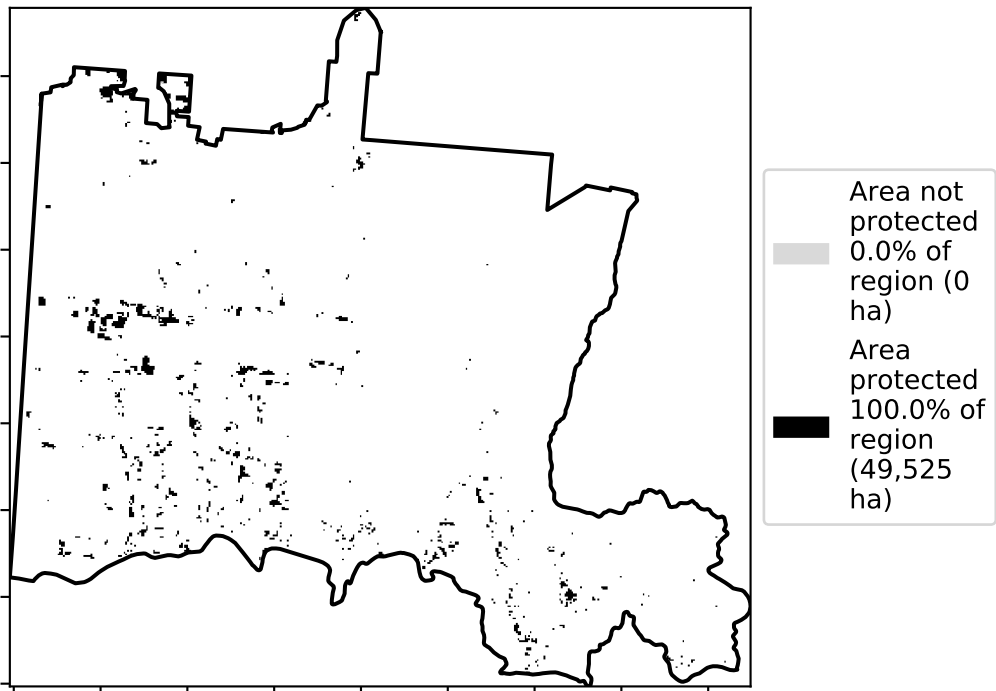 Area not
protected
0.0% of
region (0
ha)
Area
protected
100.0% of
region
(49,525
ha)